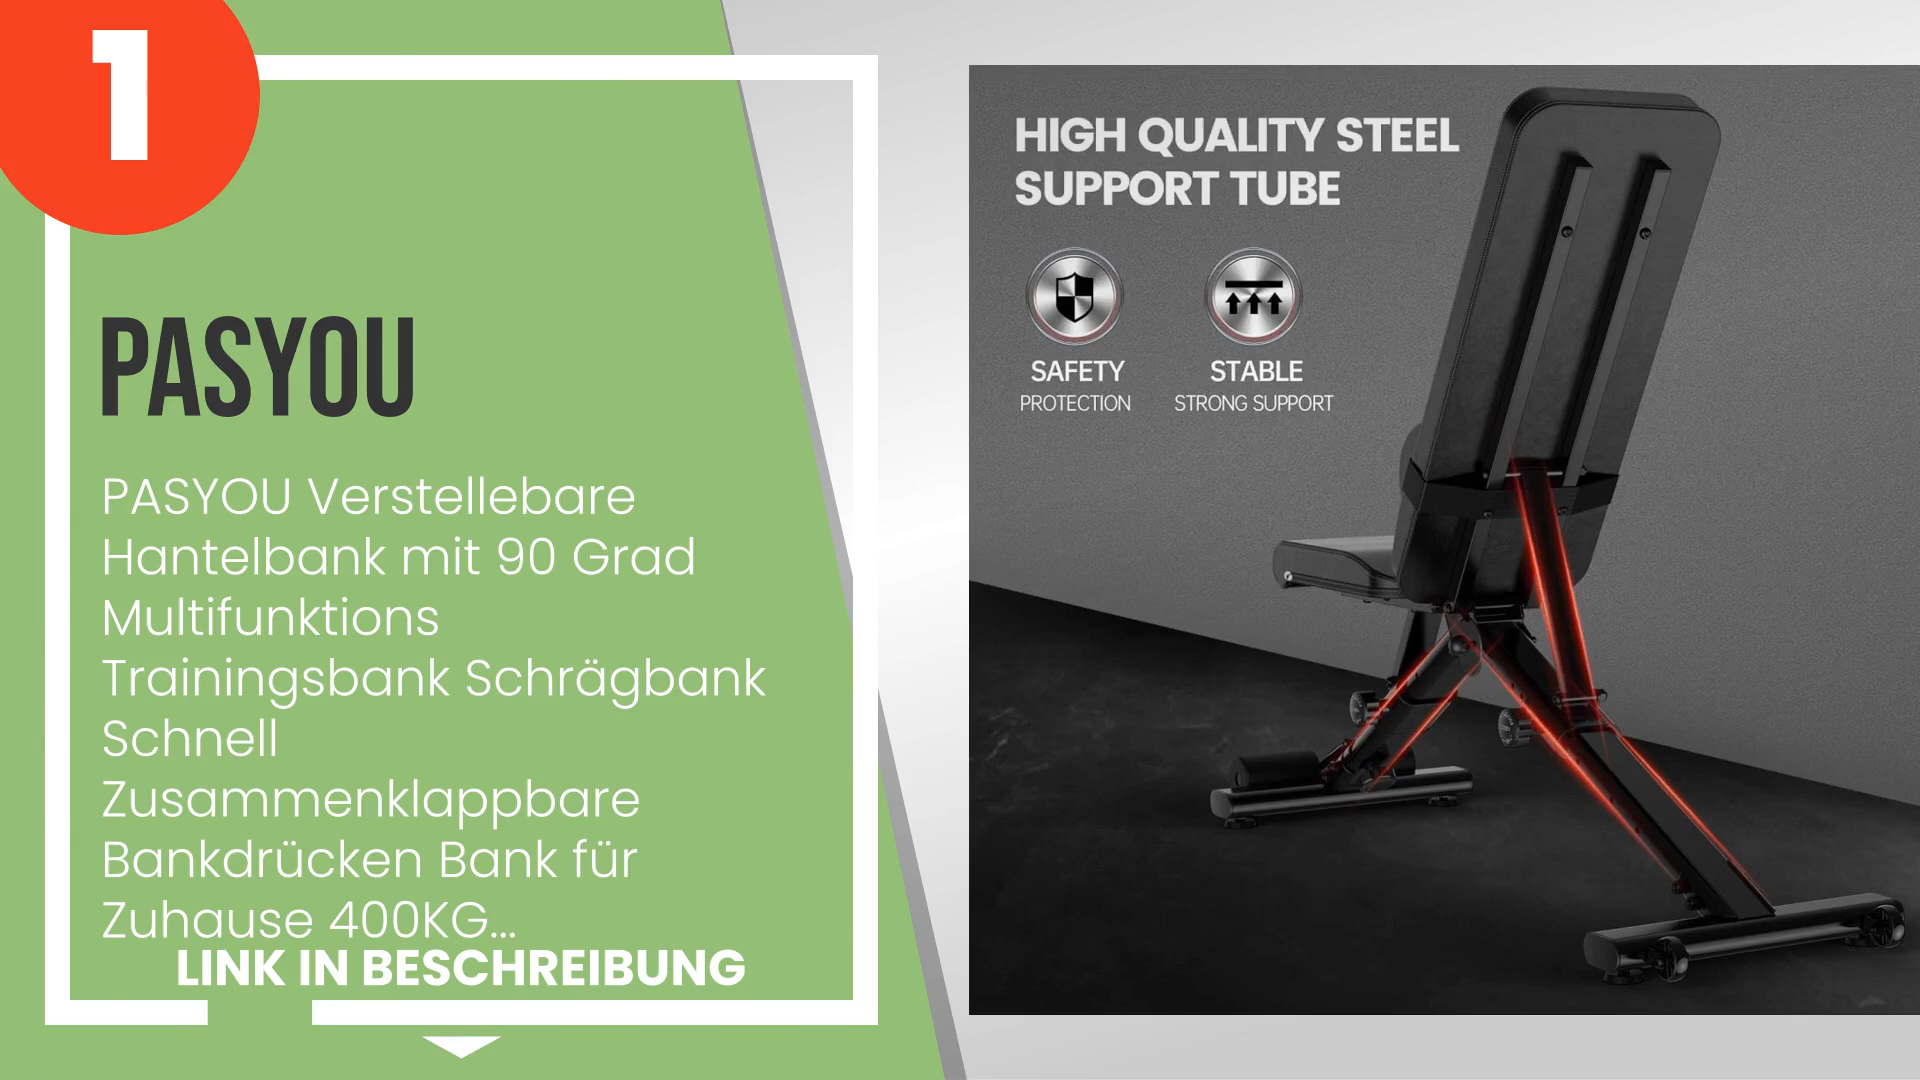 1
PASYOU
PASYOU Verstellebare
Hantelbank mit 90 Grad
Multifunktions
Trainingsbank Schrägbank
Schnell
Zusammenklappbare
Bankdrücken Bank für
Zuhause 400KG...
LINK IN BESCHREIBUNG
HIGH QUALITY STEEL
SUPPORT TUBE
SAFETY
PROTECTION
STABLE
STRONG SUPPORT